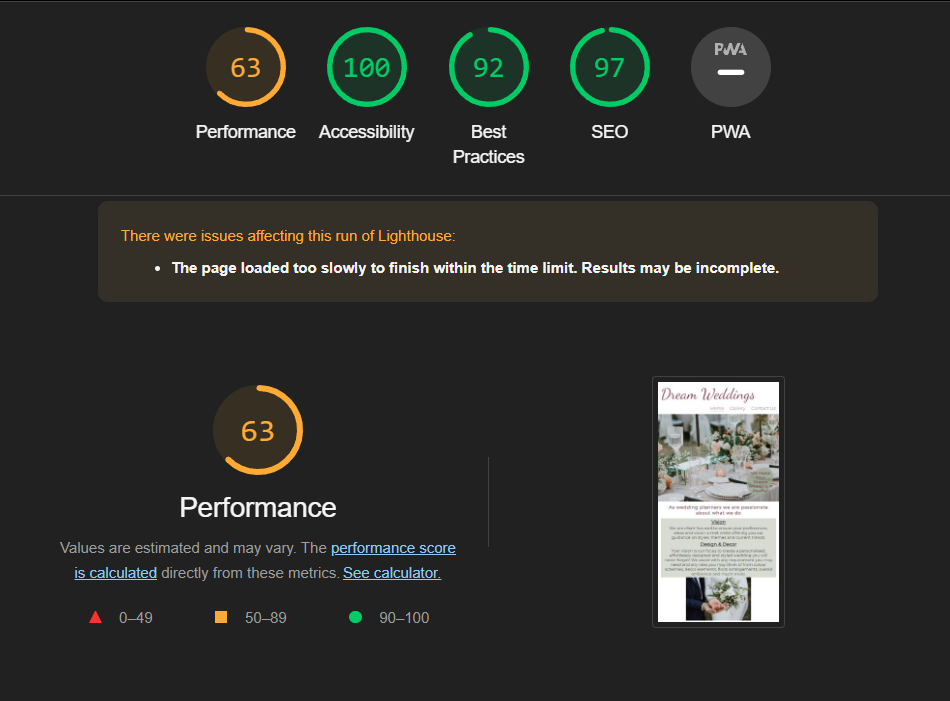 63
100
92
97
PWA
Performance
Accessibility
Best
Practices
SEO
PWA
There were issues affecting this run of Lighthouse:
• The page loaded too slowly to finish within the time limit. Results may be incomplete.
63
Performance
Values are estimated and may vary. The performance score
is calculated directly from these metrics. See calculator.
0–49
50–89
90–100
Dream Weddings
Home Gallery Contact us
As wedding planners we are passionate
about what we do
Vision
Design & Decor